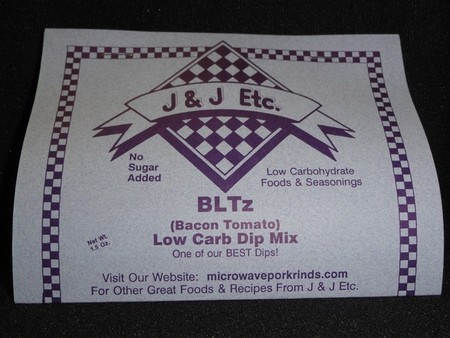 J & J Etc.
No
Sugar
Added
Low Carbohydrate
Foods & Seasonings
BLTz
(Bacon Tomato)
Low Carb Dip Mix
One of our BEST Dips!
Net Wt.
1.5 Oz.
Visit Our Website: microwaveporkrinds.com
For Other Great Foods & Recipes From J & J Etc.